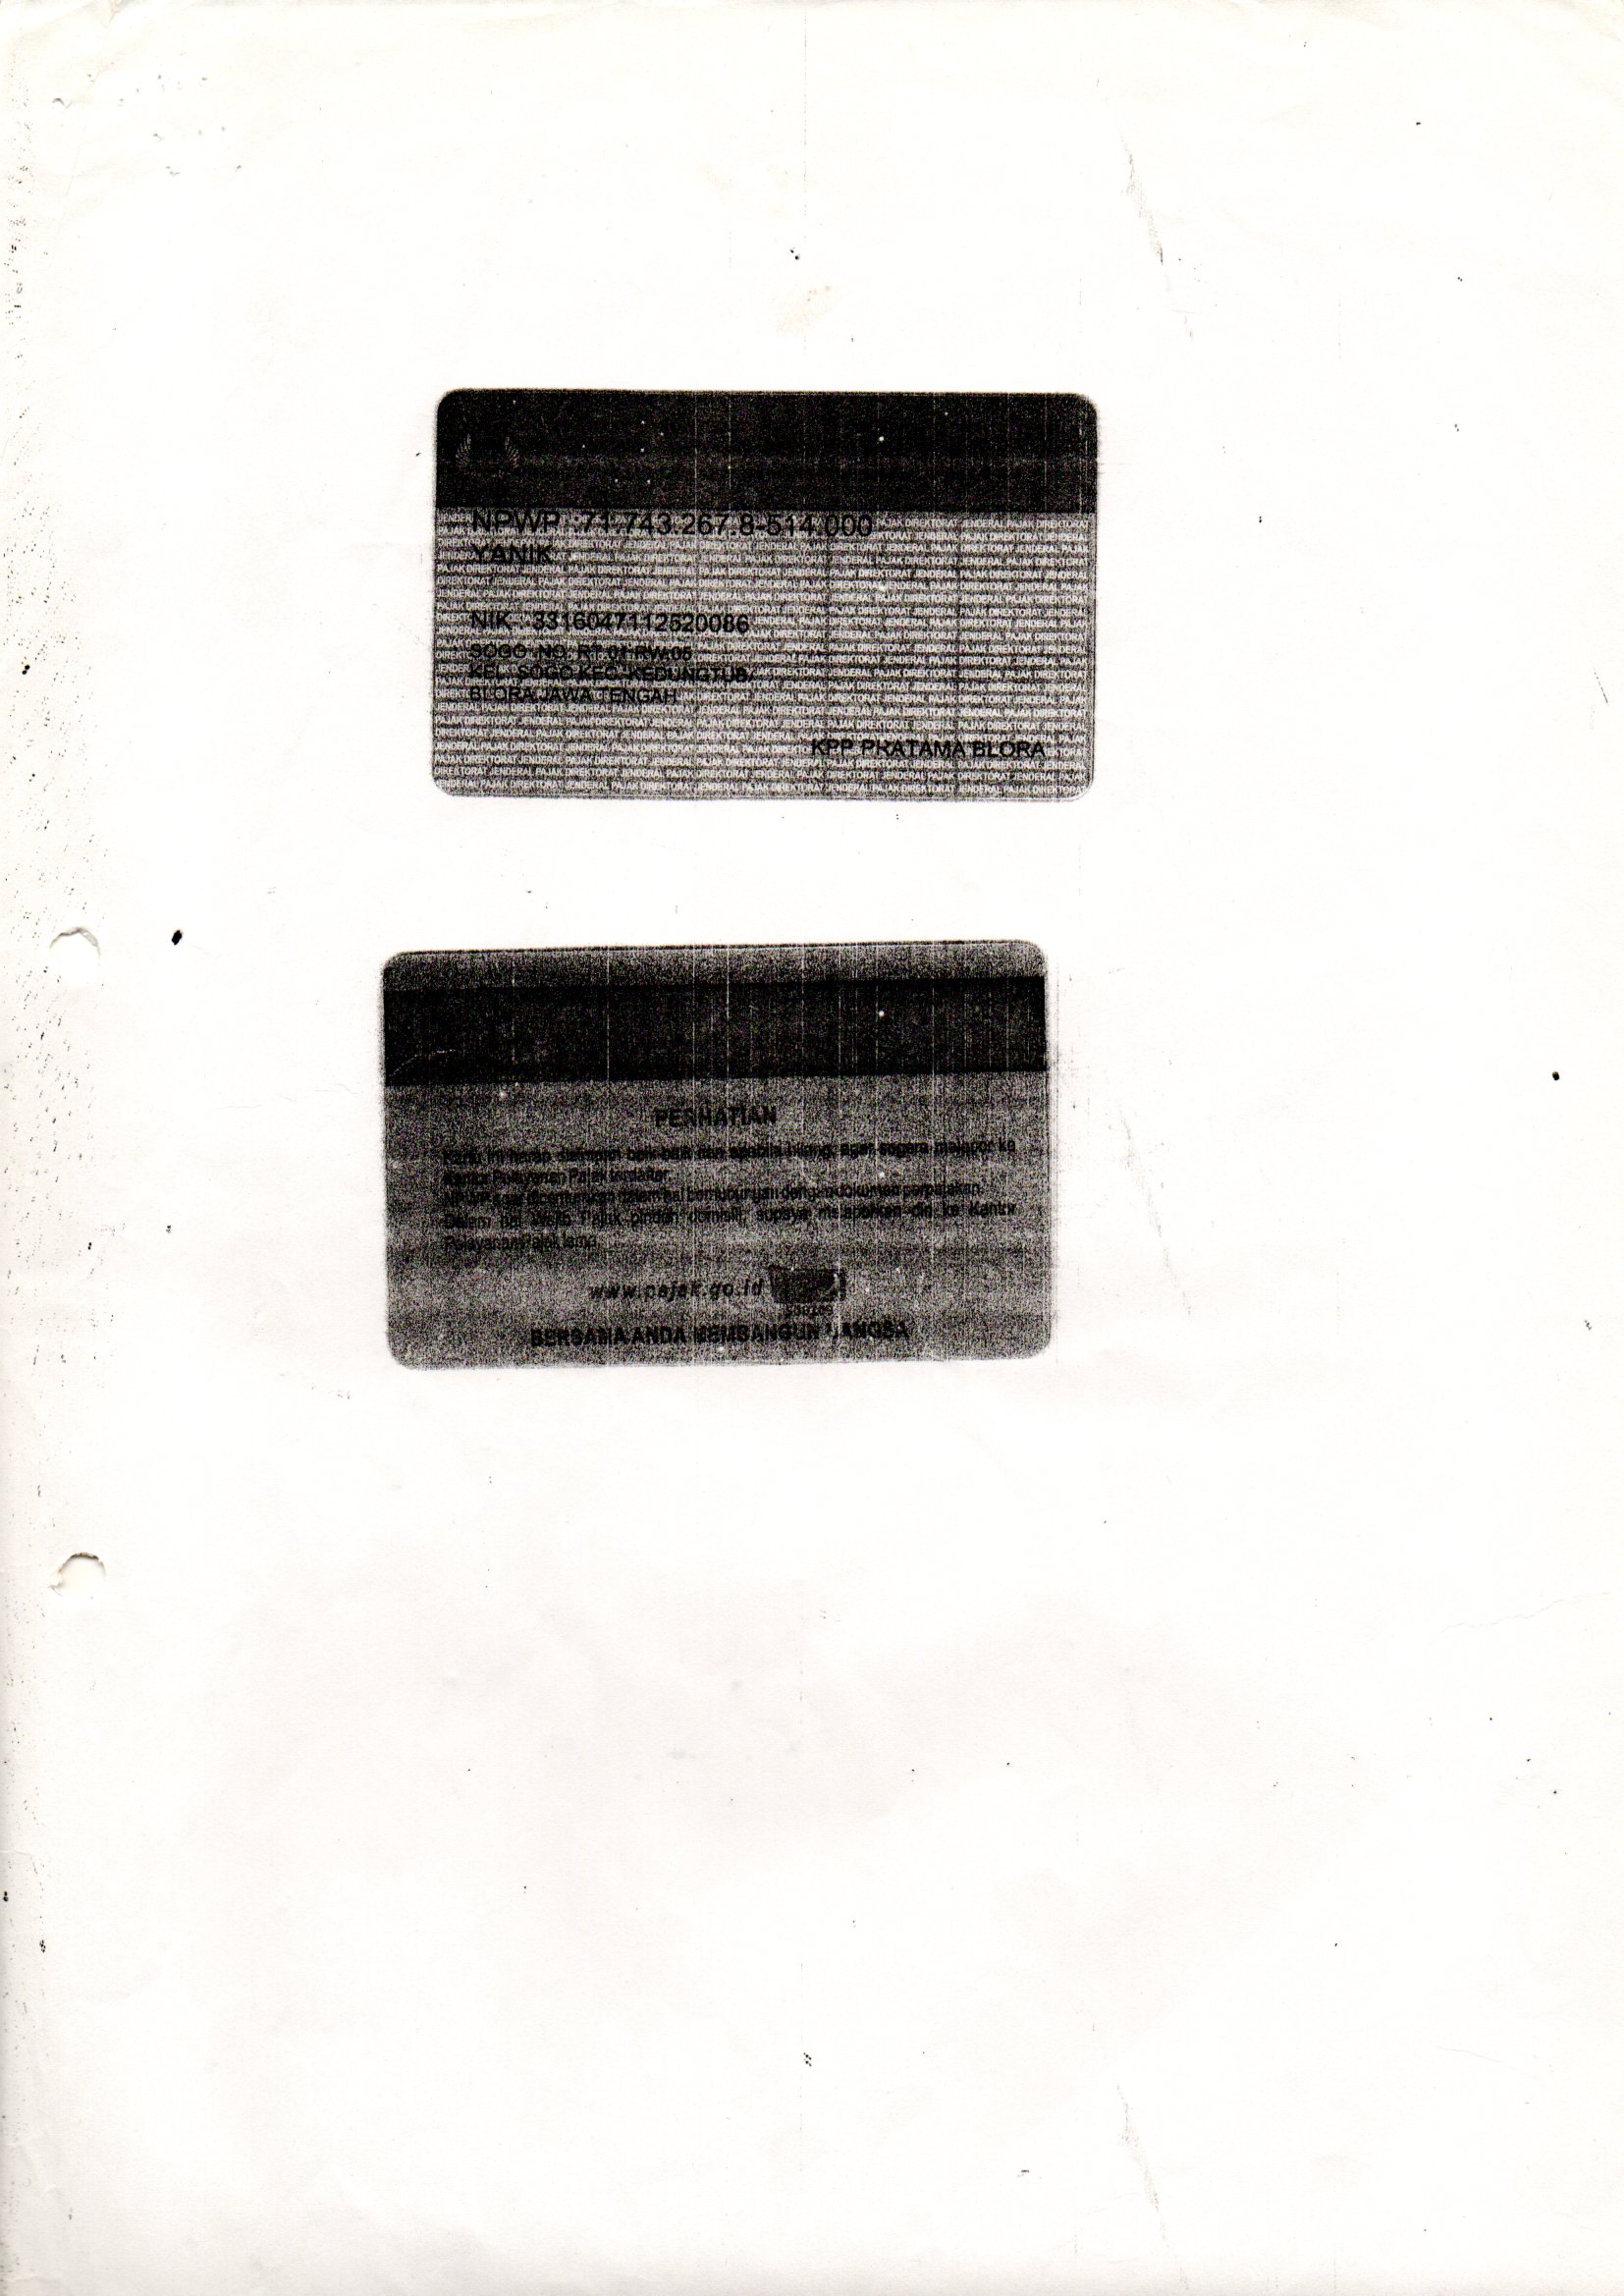 NPWP : 71.743.267.8-514.000
YANIK
NIK : 3316047112620086
SOGO NO. RT.01 RW.05
KEL. SOGO KEC. KEDUNGTUB
BLORA JAWA TENGAH
KPP PRATAMA BLORA
PERHATIAN
Kartu ini harap disimpan baik-baik dan apabila hilang, agar segera melapor ke
Kantor Pelayanan Pajak terdaftar
NPWP agar dicantumkan dalam hal berhubungan dengan dokumen perpajakan
Dalam hal Wajib Pajak pindah domisili, supaya melaporkan diri ke Kantor
Pelayanan Pajak lama
www.pajak.go.id
BERSAMA ANDA MEMBANGUN BANGSA